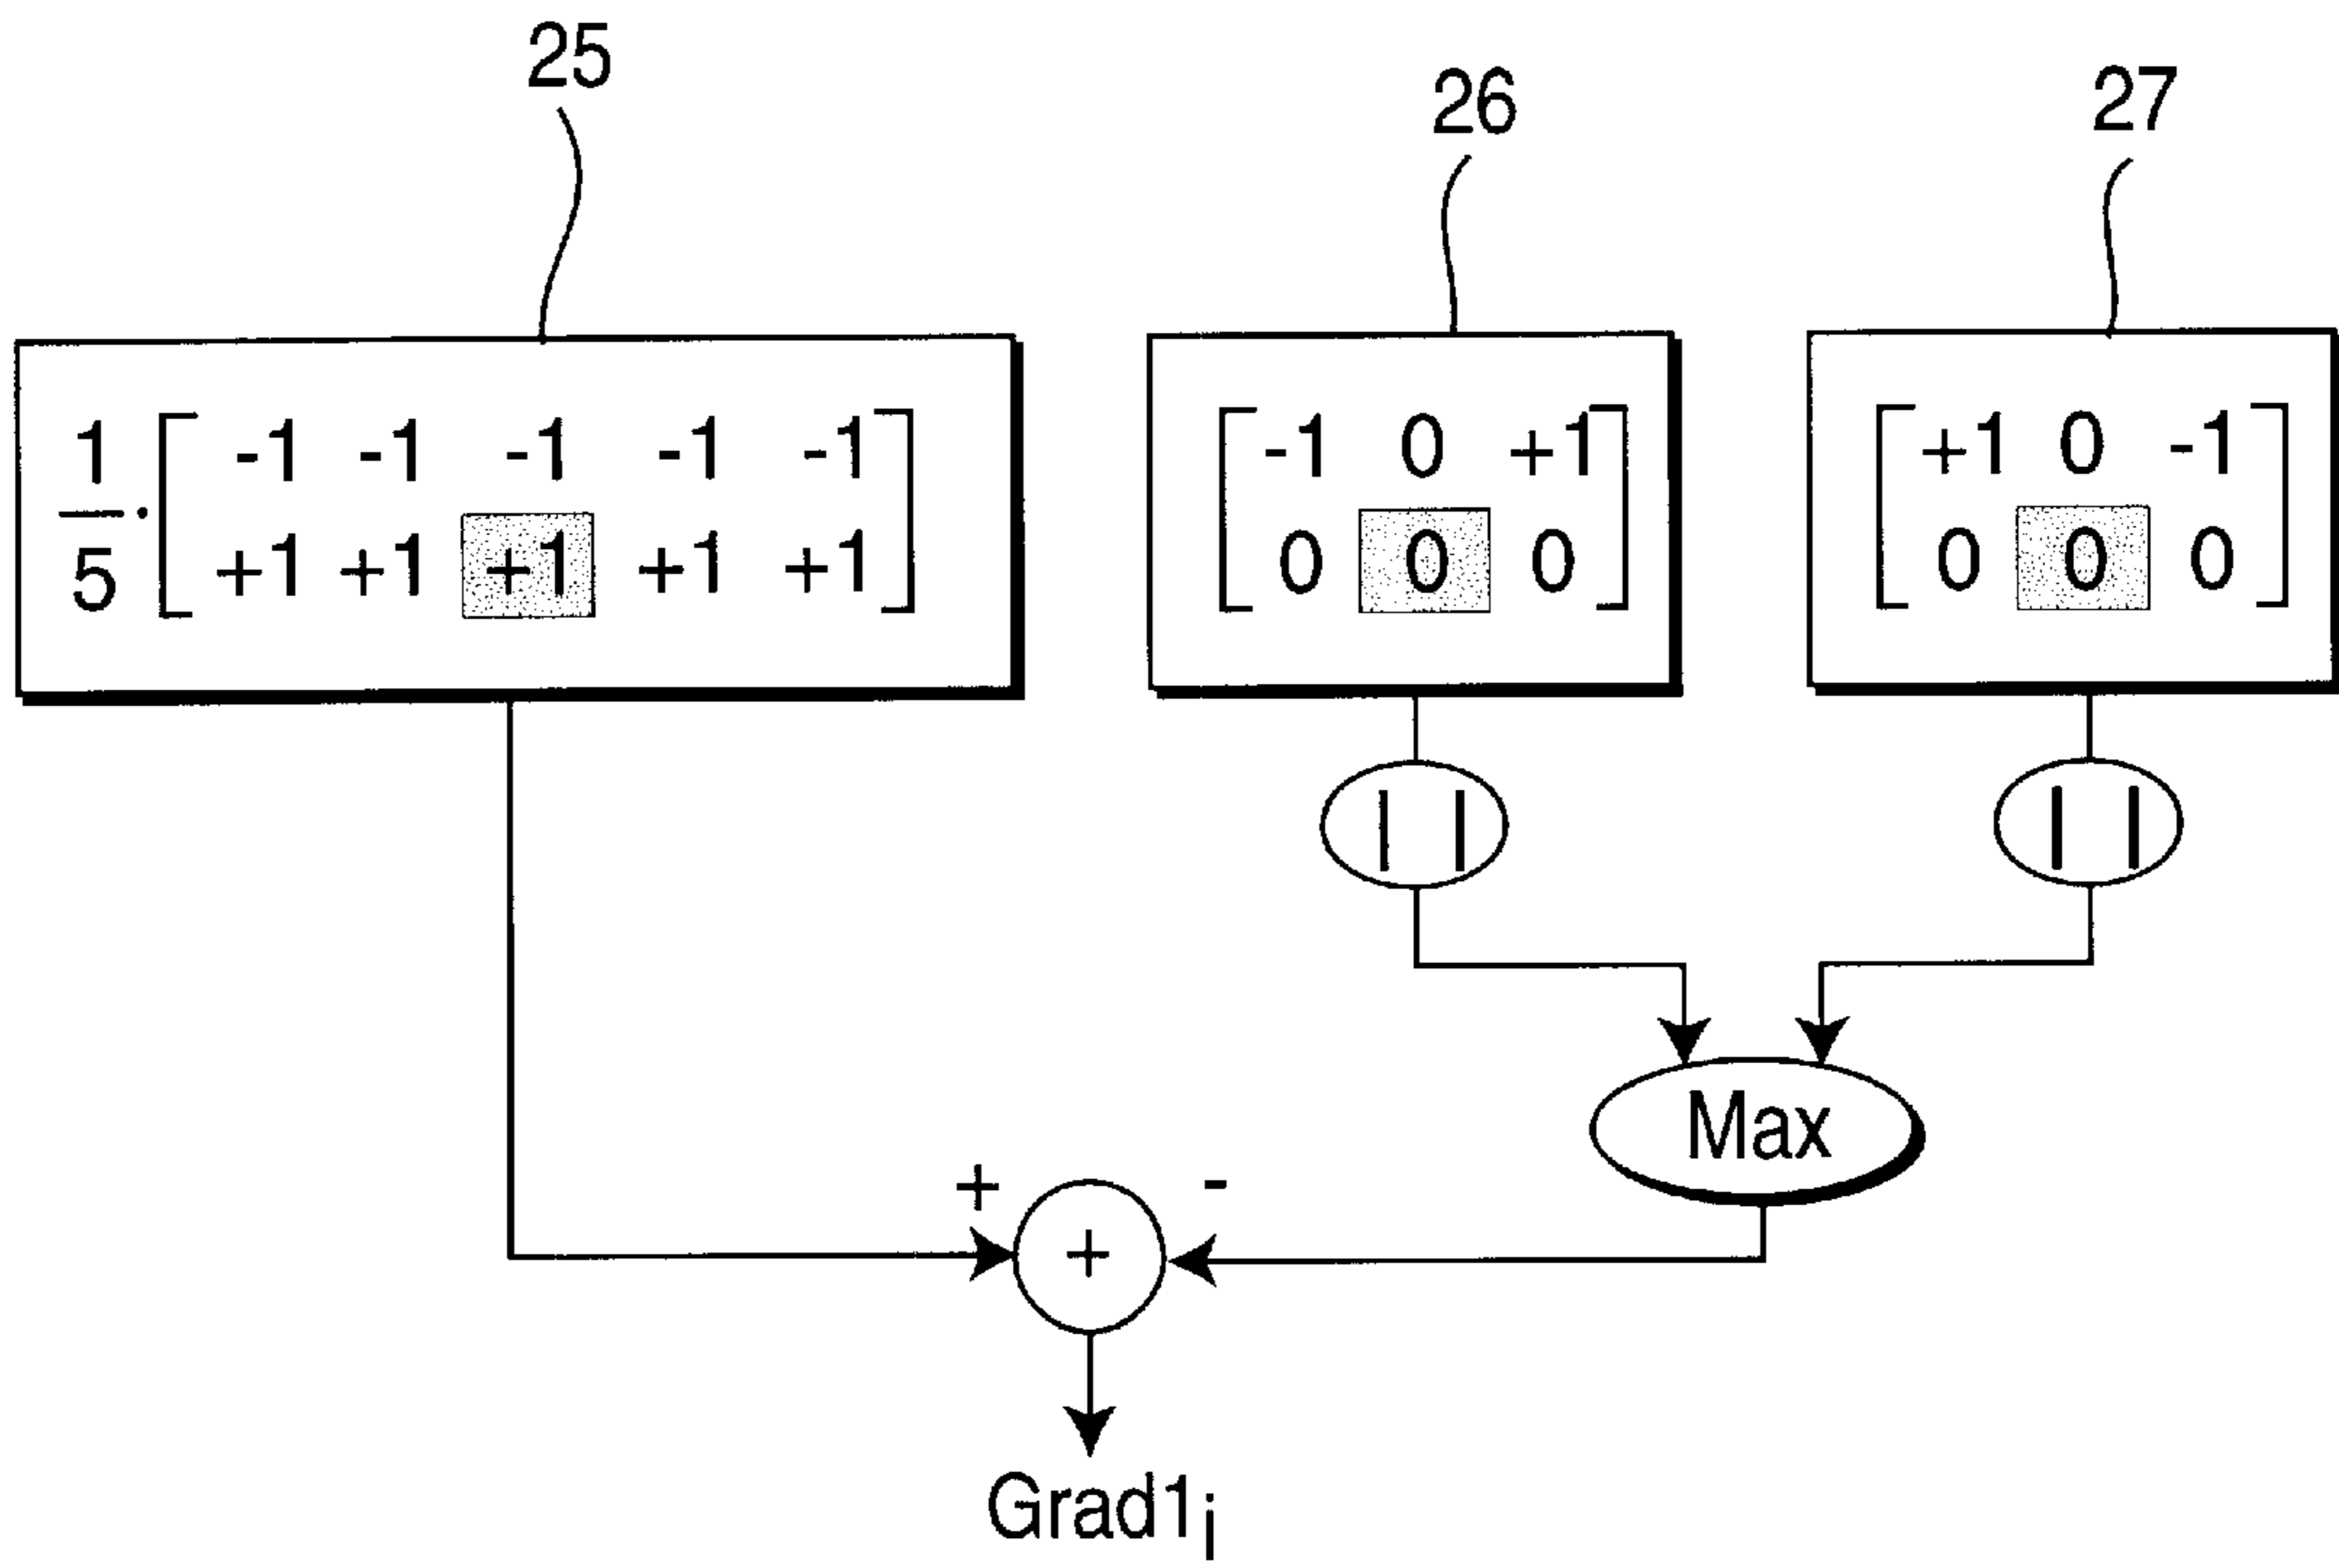 25
26
27
1/5 · [ -1 -1 -1 -1 -1
+1 +1 +1 +1 +1 ]
[ -1 0 +1
0 0 0 ]
[ +1 0 -1
0 0 0 ]
| |
| |
Max
+
-
+
Grad1i